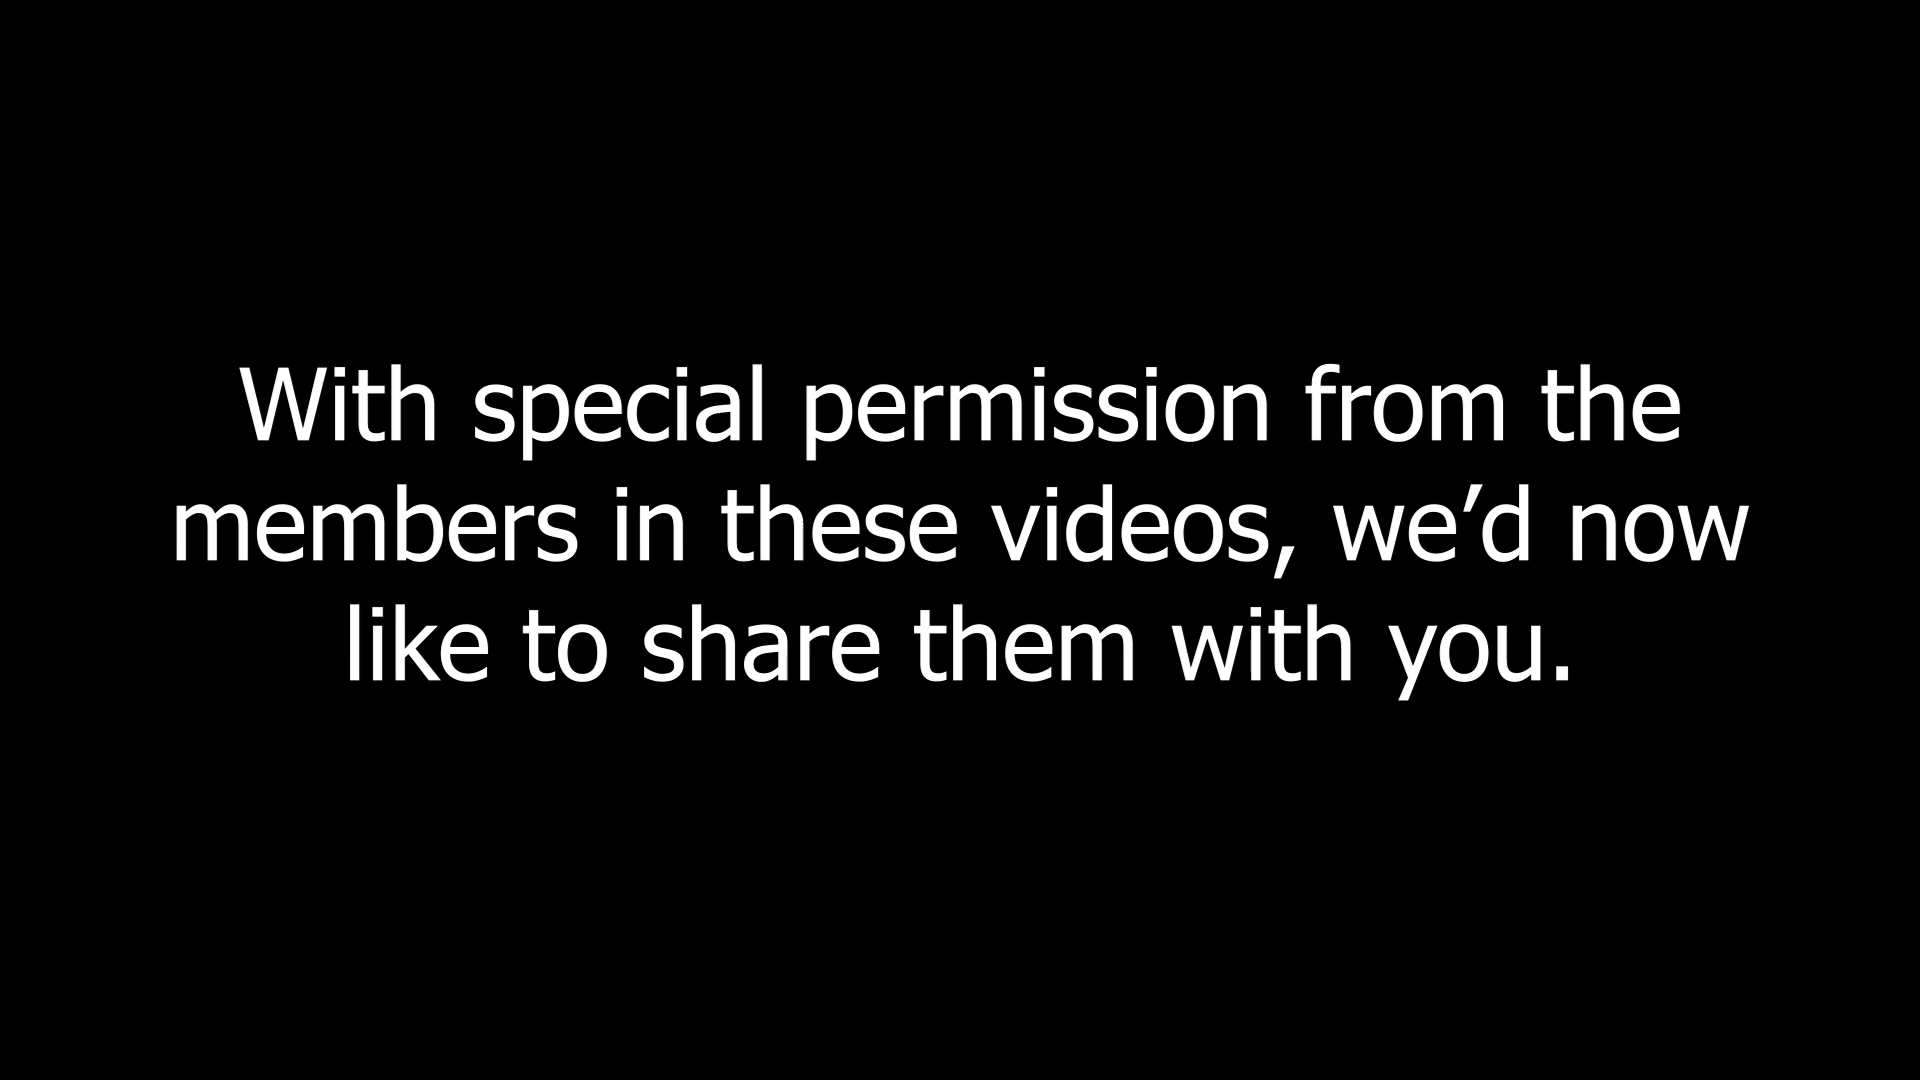 With special permission from the
members in these videos, we’d now
like to share them with you.